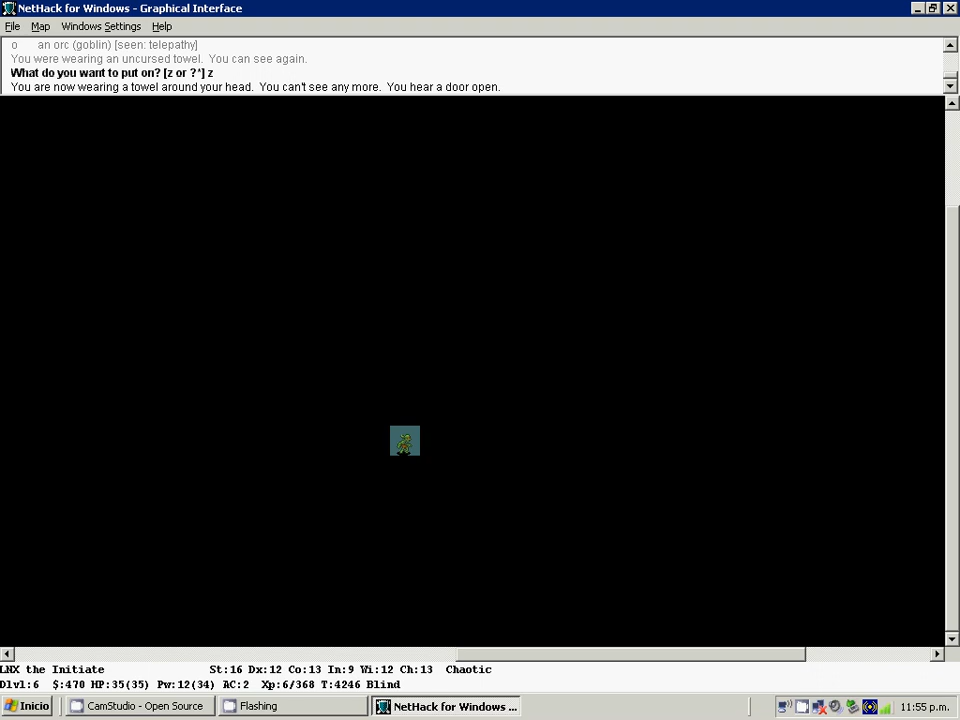 NetHack for Windows - Graphical Interface
File Map Windows Settings Help
o an orc (goblin) [seen: telepathy]
You were wearing an uncursed towel. You can see again.
What do you want to put on? [z or ?*] z
You are now wearing a towel around your head. You can't see any more. You hear a door open.
LNX the Initiate St:16 Dx:12 Co:13 In:9 Wi:12 Ch:13 Chaotic
Dlvl:6 $:470 HP:35(35) Pw:12(34) AC:2 Xp:6/368 T:4246 Blind
Inicio CamStudio - Open Source Flashing NetHack for Windows ... 11:55 p.m.